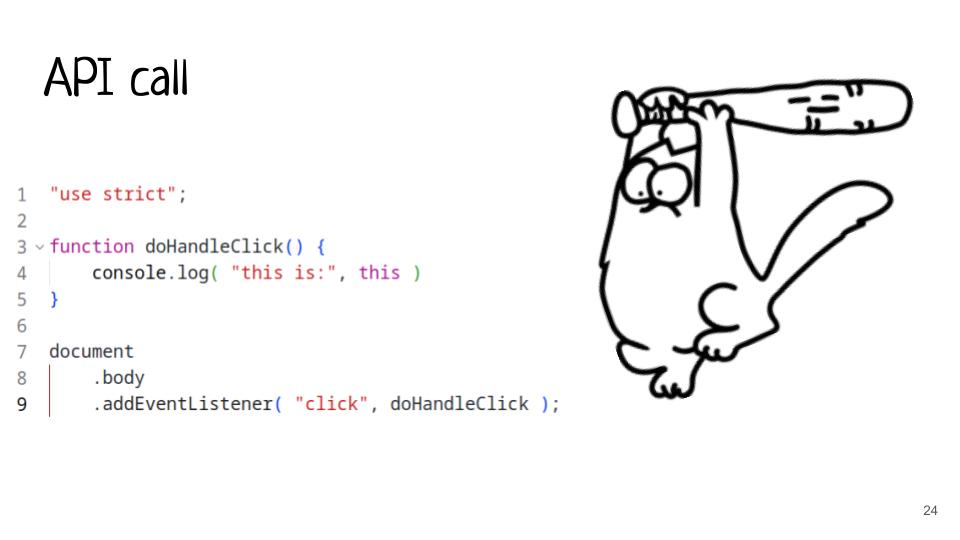 API call
1 "use strict";
2
3 function doHandleClick() {
4     console.log( "this is:", this )
5 }
6
7 document
8     .body
9     .addEventListener( "click", doHandleClick );
24